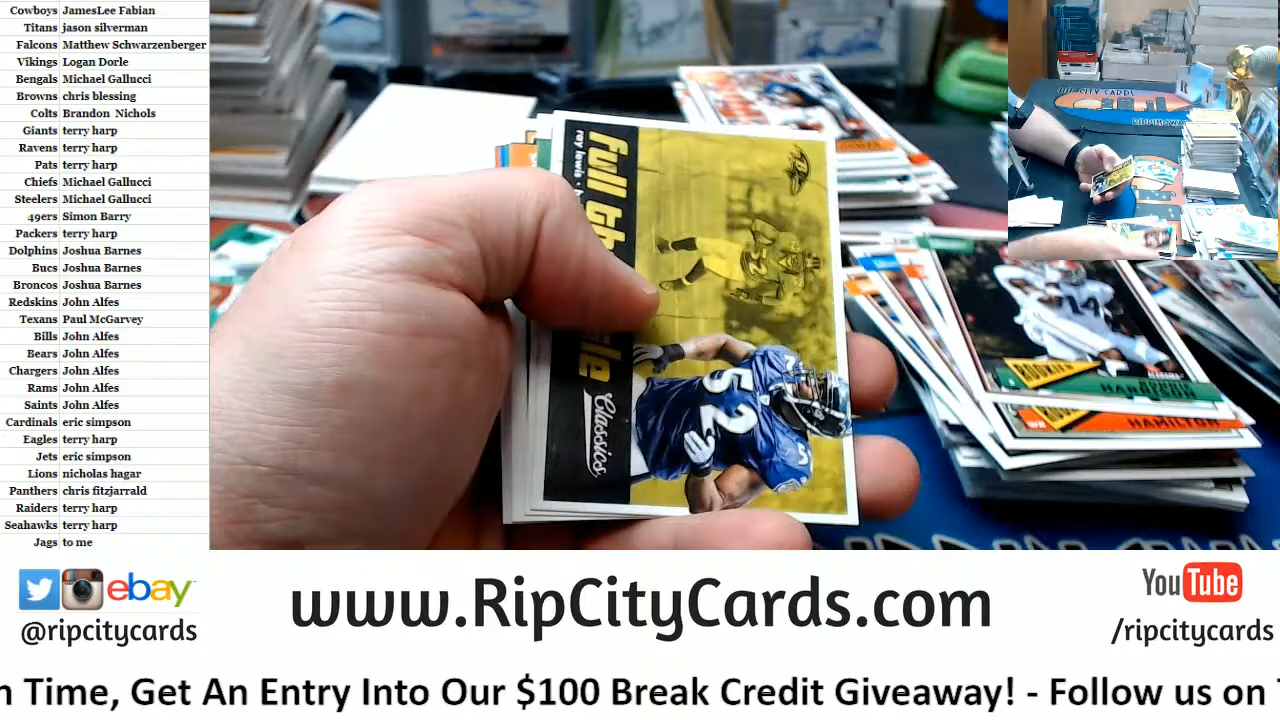 Cowboys JamesLee Fabian
Titans jason silverman
Falcons Matthew Schwarzenberger
Vikings Logan Dorle
Bengals Michael Gallucci
Browns chris blessing
Colts Brandon Nichols
Giants terry harp
Ravens terry harp
Pats terry harp
Chiefs Michael Gallucci
Steelers Michael Gallucci
49ers Simon Barry
Packers terry harp
Dolphins Joshua Barnes
Bucs Joshua Barnes
Broncos Joshua Barnes
Redskins John Alfes
Texans Paul McGarvey
Bills John Alfes
Bears John Alfes
Chargers John Alfes
Rams John Alfes
Saints John Alfes
Cardinals eric simpson
Eagles terry harp
Jets eric simpson
Lions nicholas hagar
Panthers chris fitzjarrald
Raiders terry harp
Seahawks terry harp
Jags to me
full
ray lewis
Classics
52
14
ROOKIE
HARRISON
HAMILTON
RIP CITY CARDS
ebay
@ripcitycards
www.RipCityCards.com
YouTube
/ripcitycards
n Time, Get An Entry Into Our $100 Break Credit Giveaway! - Follow us on